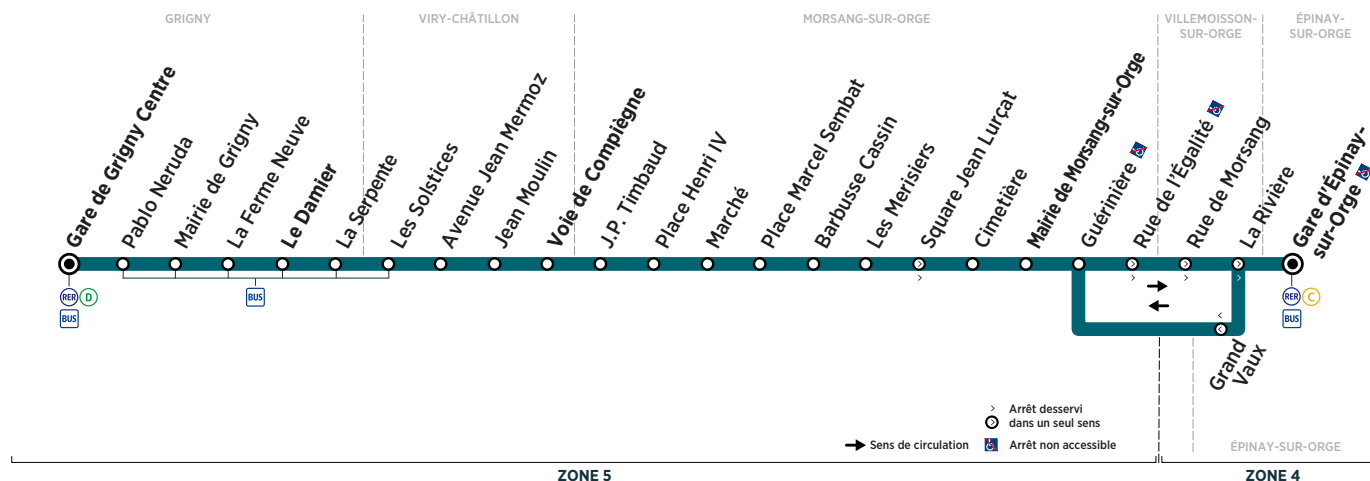 GRIGNY
VIRY-CHÂTILLON
MORSANG-SUR-ORGE
VILLEMOISSON-
SUR-ORGE
ÉPINAY-
SUR-ORGE
Gare de Grigny Centre
Pablo Neruda
Mairie de Grigny
La Ferme Neuve
Le Damier
La Serpente
Les Solstices
Avenue Jean Mermoz
Jean Moulin
Voie de Compiègne
J.P. Timbaud
Place Henri IV
Marché
Place Marcel Sembat
Barbusse Cassin
Les Merisiers
Square Jean Lurçat
Cimetière
Mairie de Morsang-sur-Orge
Guérinière
Rue de l'Égalité
Rue de Morsang
La Rivière
Gare d'Épinay-
sur-Orge
RER D
BUS
BUS
RER C
BUS
Grand
Vaux
Arrêt desservi
dans un seul sens
Sens de circulation
Arrêt non accessible
ÉPINAY-SUR-ORGE
ZONE 5
ZONE 4